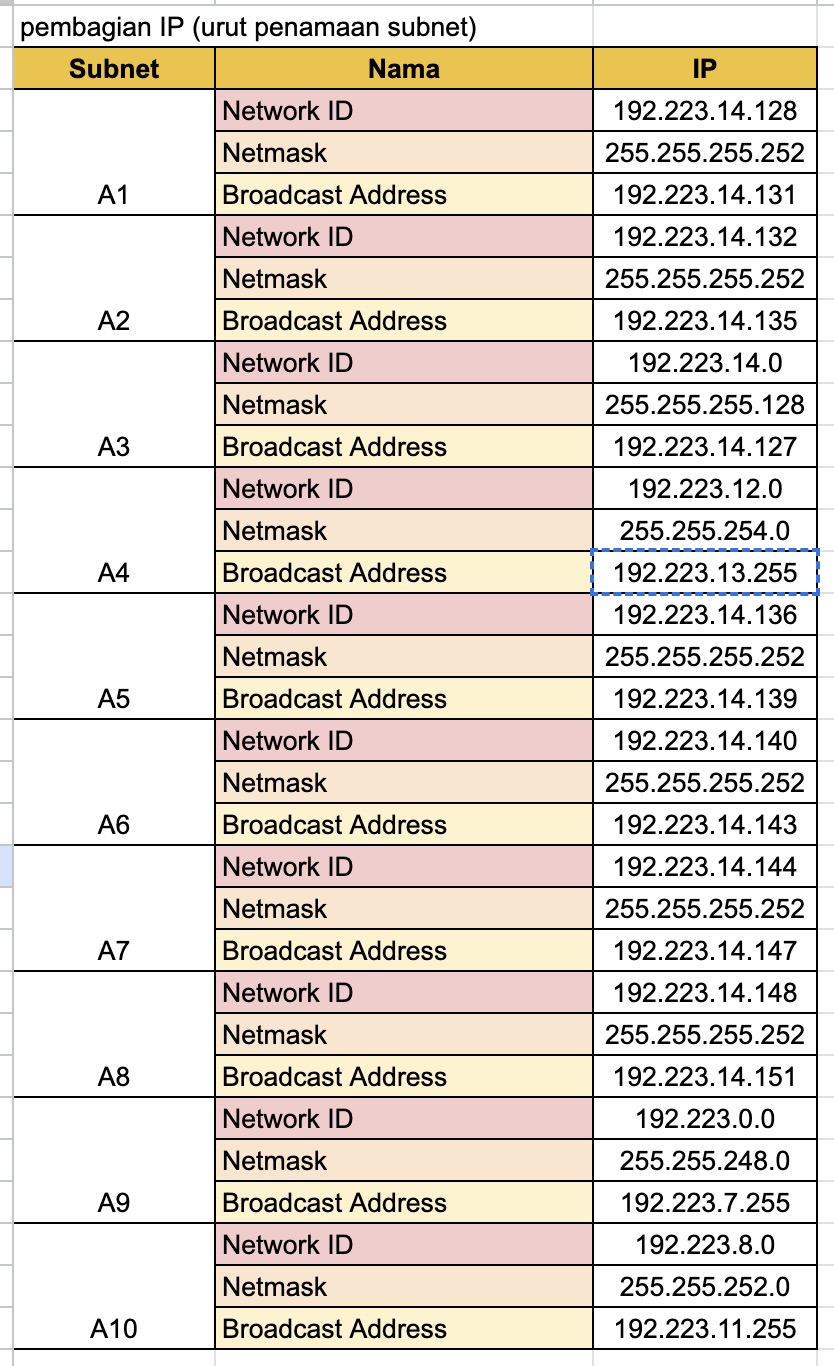 pembagian IP (urut penamaan subnet)
Subnet Nama IP
Network ID 192.223.14.128
Netmask 255.255.255.252
A1 Broadcast Address 192.223.14.131
Network ID 192.223.14.132
Netmask 255.255.255.252
A2 Broadcast Address 192.223.14.135
Network ID 192.223.14.0
Netmask 255.255.255.128
A3 Broadcast Address 192.223.14.127
Network ID 192.223.12.0
Netmask 255.255.254.0
A4 Broadcast Address 192.223.13.255
Network ID 192.223.14.136
Netmask 255.255.255.252
A5 Broadcast Address 192.223.14.139
Network ID 192.223.14.140
Netmask 255.255.255.252
A6 Broadcast Address 192.223.14.143
Network ID 192.223.14.144
Netmask 255.255.255.252
A7 Broadcast Address 192.223.14.147
Network ID 192.223.14.148
Netmask 255.255.255.252
A8 Broadcast Address 192.223.14.151
Network ID 192.223.0.0
Netmask 255.255.248.0
A9 Broadcast Address 192.223.7.255
Network ID 192.223.8.0
Netmask 255.255.252.0
A10 Broadcast Address 192.223.11.255